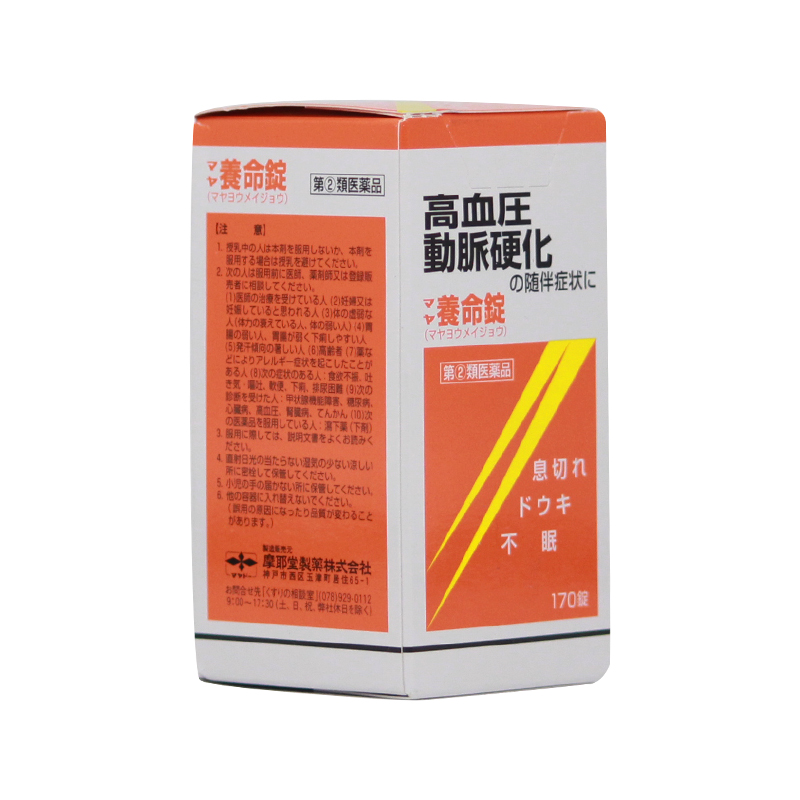 マヤ養命錠
(マヤヨウメイジョウ)
第②類医薬品
【注　意】
1. 授乳中の人は本剤を服用しないか、本剤を
服用する場合は授乳を避けてください。
2. 次の人は服用前に医師、薬剤師又は登録販
売者に相談してください。
(1)医師の治療を受けている人 (2)妊婦又は
妊娠していると思われる人 (3)体の虚弱な
人(体力の衰えている人、体の弱い人) (4)胃
腸の弱い人、胃腸が弱く下痢しやすい人
(5)発汗傾向の著しい人 (6)高齢者 (7)薬な
どによりアレルギー症状を起こしたことが
ある人 (8)次の症状のある人：食欲不振、吐
き気・嘔吐、軟便、下痢、排尿困難 (9)次の
診断を受けた人：甲状腺機能障害、糖尿病、
心臓病、高血圧、腎臓病、てんかん (10)次
の医薬品を服用している人：瀉下薬(下剤)
3. 服用に際しては、説明文書をよくお読みく
ださい。
4. 直射日光の当たらない湿気の少ない涼しい
所に密栓して保管してください。
5. 小児の手の届かない所に保管してください。
6. 他の容器に入れ替えないでください。
(誤用の原因になったり品質が変わること
があります。)
製造販売元
摩耶堂製薬株式会社
神戸市西区玉津町居住65-1
お問合せ先「くすりの相談室」(078)929-0112
9:00～17:30(土、日、祝、弊社休日を除く)
高血圧
動脈硬化
の随伴症状に
マヤ養命錠
(マヤヨウメイジョウ)
第②類医薬品
息切れ
ドウキ
不眠
170錠